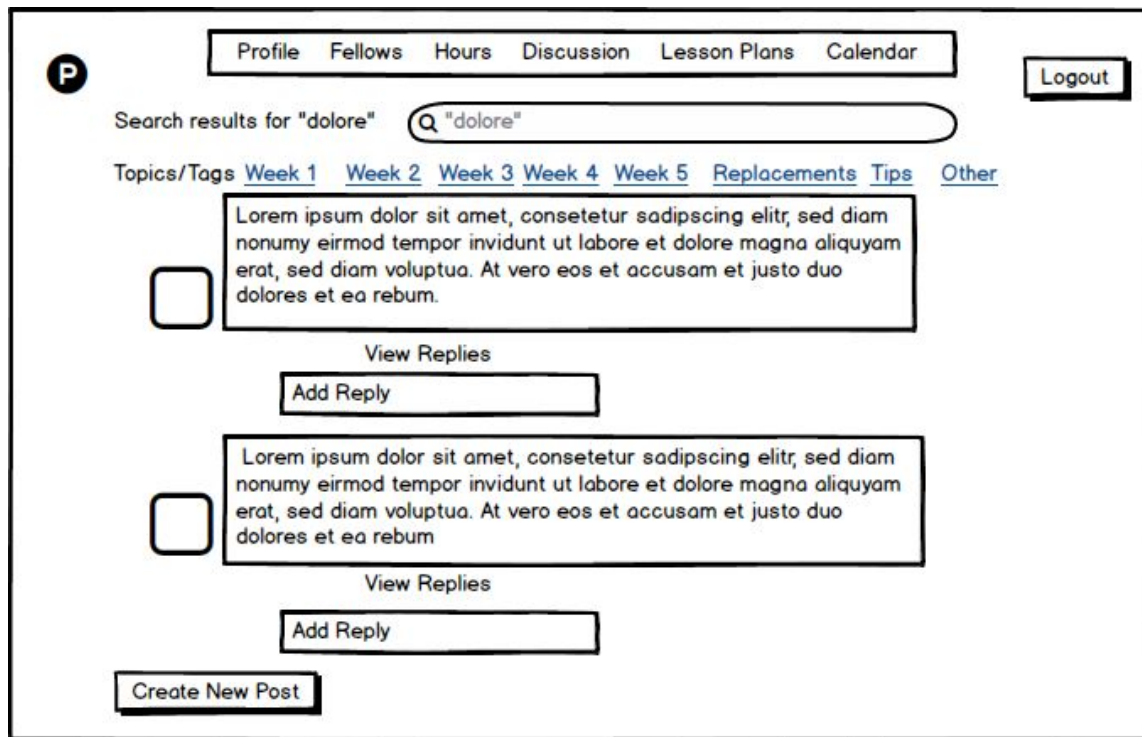 Profile Fellows Hours Discussion Lesson Plans Calendar
P
Logout
Search results for "dolore"
"dolore"
Topics/Tags Week 1 Week 2 Week 3 Week 4 Week 5 Replacements Tips Other
Lorem ipsum dolor sit amet, consetetur sadipscing elitr, sed diam
nonumy eirmod tempor invidunt ut labore et dolore magna aliquyam
erat, sed diam voluptua. At vero eos et accusam et justo duo
dolores et ea rebum.
View Replies
Add Reply
Lorem ipsum dolor sit amet, consetetur sadipscing elitr, sed diam
nonumy eirmod tempor invidunt ut labore et dolore magna aliquyam
erat, sed diam voluptua. At vero eos et accusam et justo duo
dolores et ea rebum
View Replies
Add Reply
Create New Post